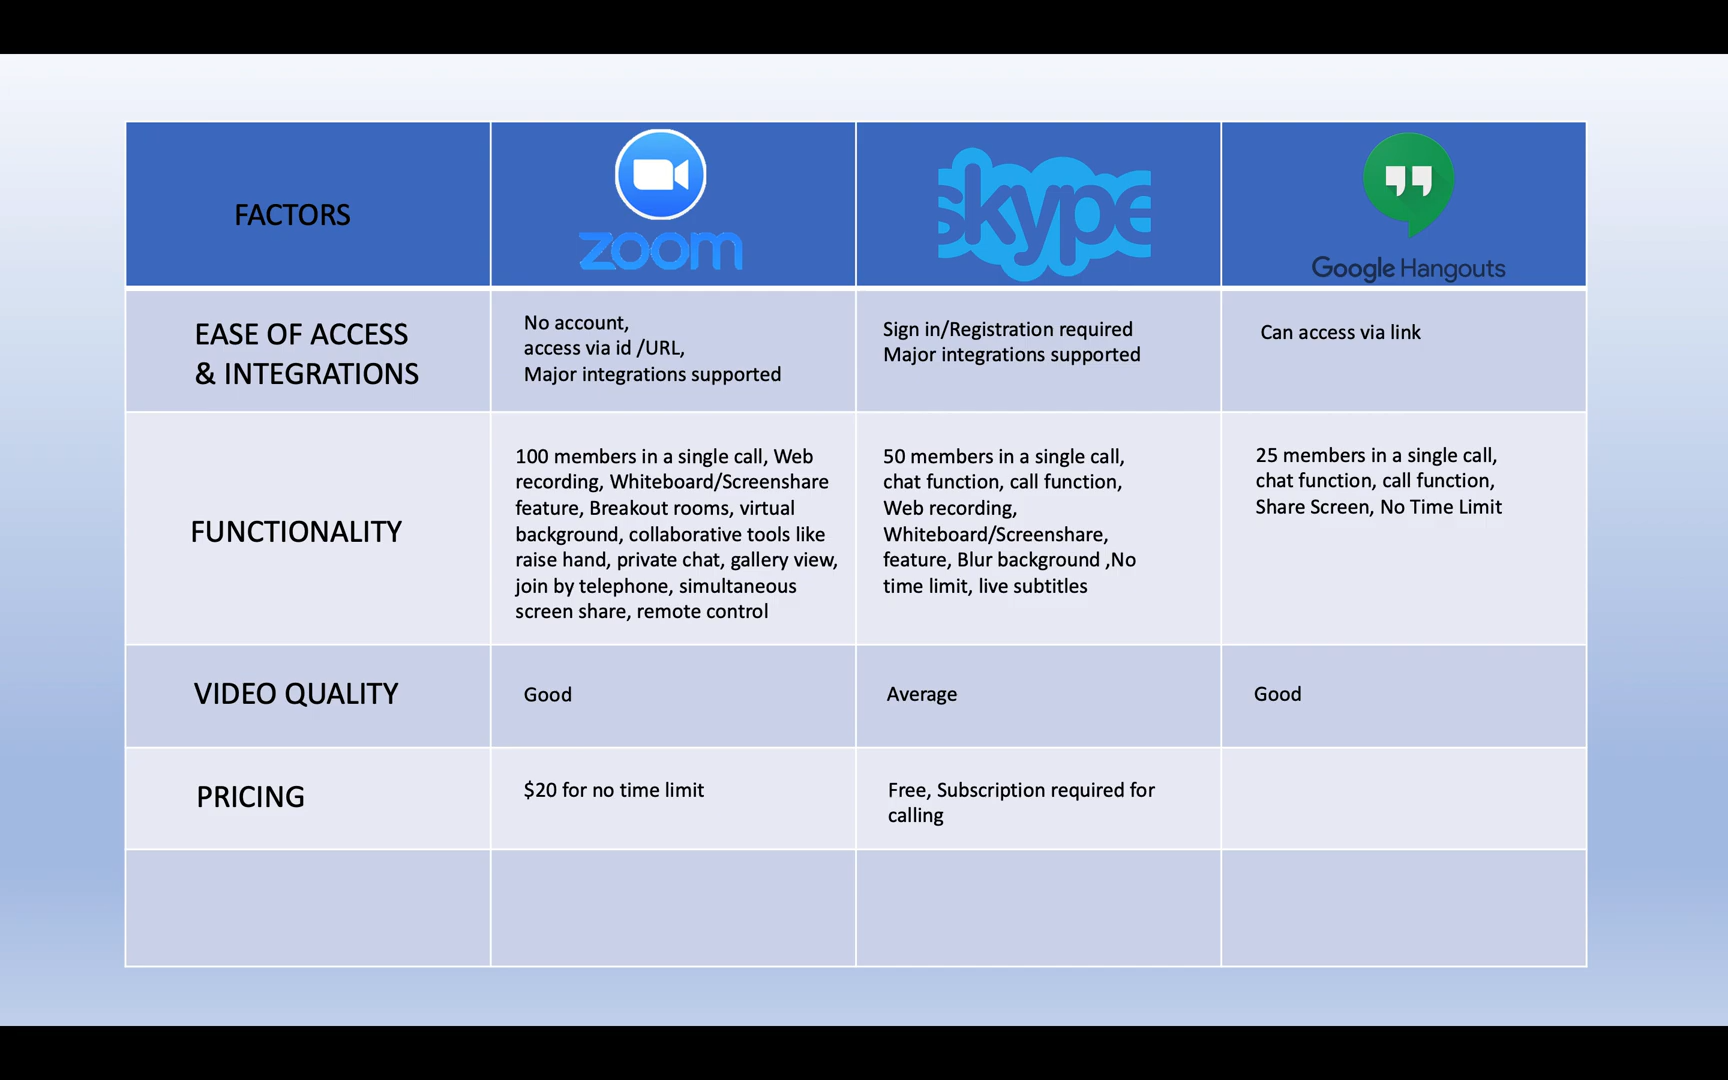 FACTORS
zoom
skype
Google Hangouts
EASE OF ACCESS
& INTEGRATIONS
No account,
access via id /URL,
Major integrations supported
Sign in/Registration required
Major integrations supported
Can access via link
FUNCTIONALITY
100 members in a single call, Web
recording, Whiteboard/Screenshare
feature, Breakout rooms, virtual
background, collaborative tools like
raise hand, private chat, gallery view,
join by telephone, simultaneous
screen share, remote control
50 members in a single call,
chat function, call function,
Web recording,
Whiteboard/Screenshare,
feature, Blur background ,No
time limit, live subtitles
25 members in a single call,
chat function, call function,
Share Screen, No Time Limit
VIDEO QUALITY
Good
Average
Good
PRICING
$20 for no time limit
Free, Subscription required for
calling